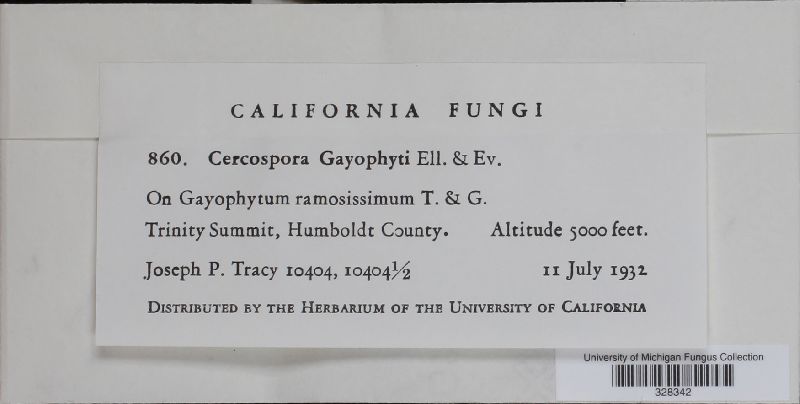 CALIFORNIA FUNGI
860. Cercospora Gayophyti Ell. & Ev.
On Gayophytum ramosissimum T. & G.
Trinity Summit, Humboldt County. Altitude 5000 feet.
Joseph P. Tracy 10404, 10404½ 11 July 1932
DISTRIBUTED BY THE HERBARIUM OF THE UNIVERSITY OF CALIFORNIA
University of Michigan Fungus Collection
328342